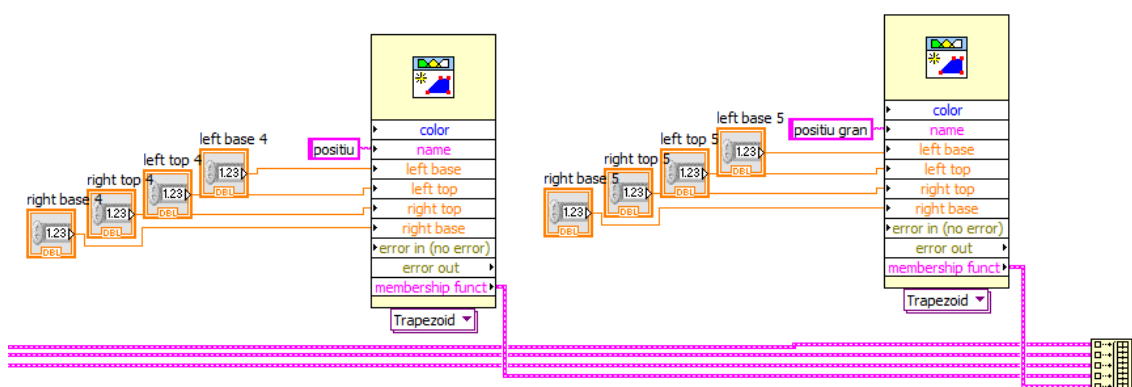 left base 4
left top 4
right top 4
right base 4
1.23
DBL
1.23
DBL
1.23
DBL
1.23
DBL
positiu
color
name
left base
left top
right top
right base
error in (no error)
error out
membership funct
Trapezoid
left base 5
left top 5
right top 5
right base 5
1.23
DBL
1.23
DBL
1.23
DBL
1.23
DBL
positiu gran
color
name
left base
left top
right top
right base
error in (no error)
error out
membership funct
Trapezoid